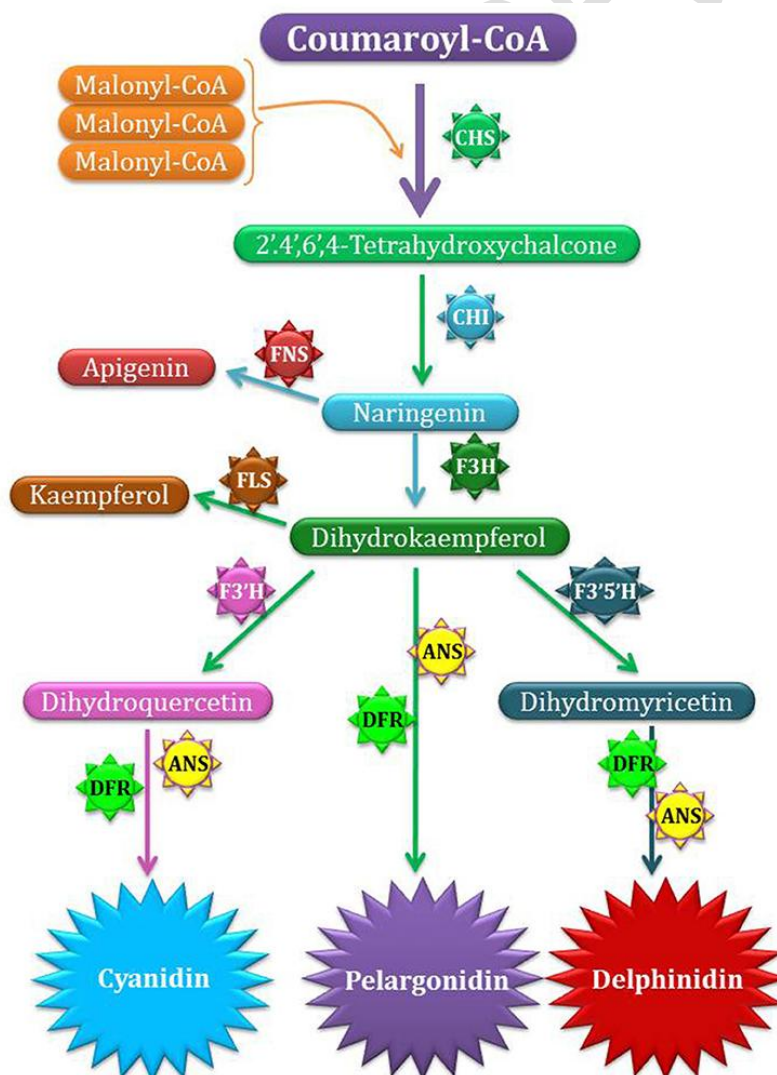 Coumaroyl-CoA
Malonyl-CoA
Malonyl-CoA
Malonyl-CoA
CHS
2'.4',6',4-Tetrahydroxychalcone
CHI
FNS
Apigenin
Naringenin
F3H
FLS
Kaempferol
Dihydrokaempferol
F3'H
F3'5'H
ANS
Dihydroquercetin
DFR
Dihydromyricetin
DFR
ANS
DFR
ANS
Cyanidin
Pelargonidin
Delphinidin